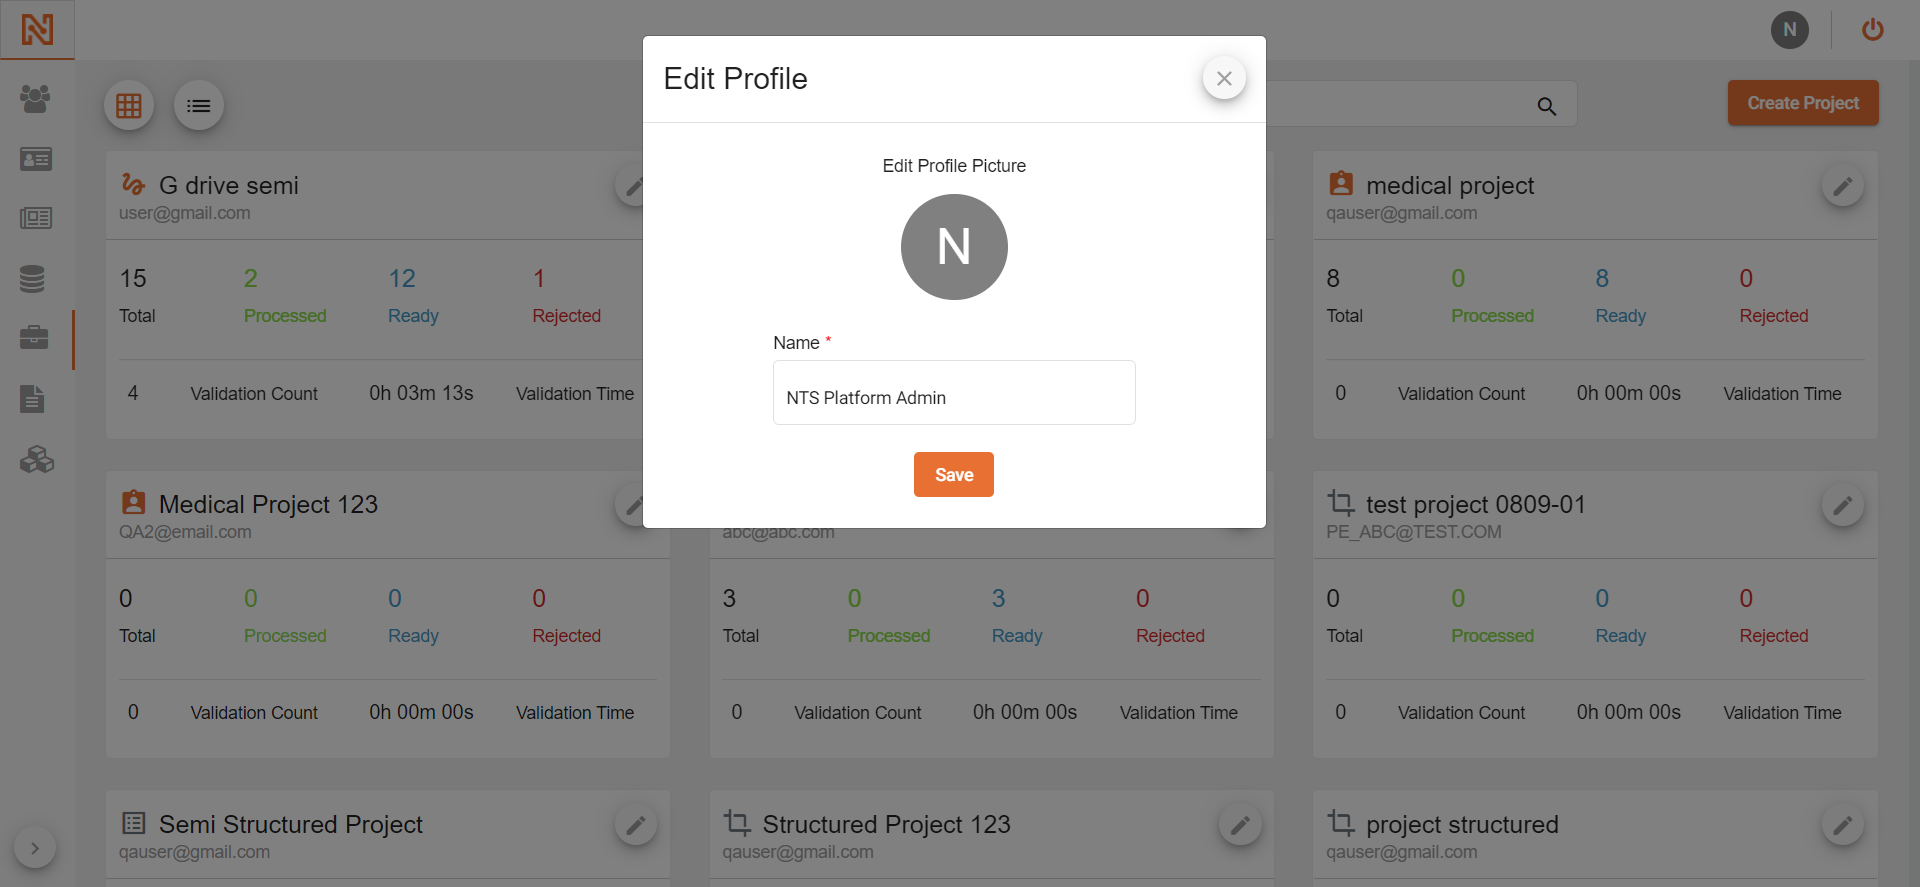 N
N
Edit Profile
Create Project
Edit Profile Picture
N
Name *
NTS Platform Admin
Save
G drive semi
user@gmail.com
15 2 12 1
Total Processed Ready Rejected
4 Validation Count 0h 03m 13s Validation Time
medical project
qauser@gmail.com
8 0 8 0
Total Processed Ready Rejected
0 Validation Count 0h 00m 00s Validation Time
Medical Project 123
QA2@email.com
0 0 0 0
Total Processed Ready Rejected
0 Validation Count 0h 00m 00s Validation Time
abc@abc.com
3 0 3 0
Total Processed Ready Rejected
0 Validation Count 0h 00m 00s Validation Time
test project 0809-01
PE_ABC@TEST.COM
0 0 0 0
Total Processed Ready Rejected
0 Validation Count 0h 00m 00s Validation Time
Semi Structured Project
qauser@gmail.com
Structured Project 123
qauser@gmail.com
project structured
qauser@gmail.com